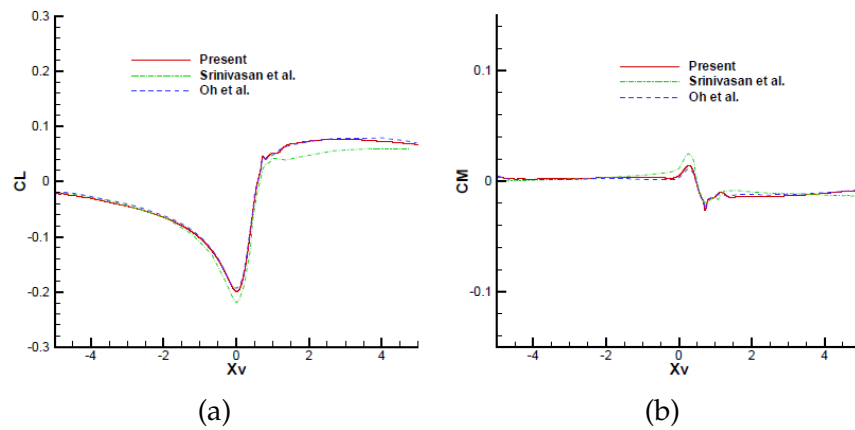 0.3
0.2
0.1
0
-0.1
-0.2
-0.3
CL
-4
-2
0
2
4
Xv
Present
Srinivasan et al.
Oh et al.
(a)
0.1
0
-0.1
CM
-4
-2
0
2
4
Xv
Present
Srinivasan et al.
Oh et al.
(b)